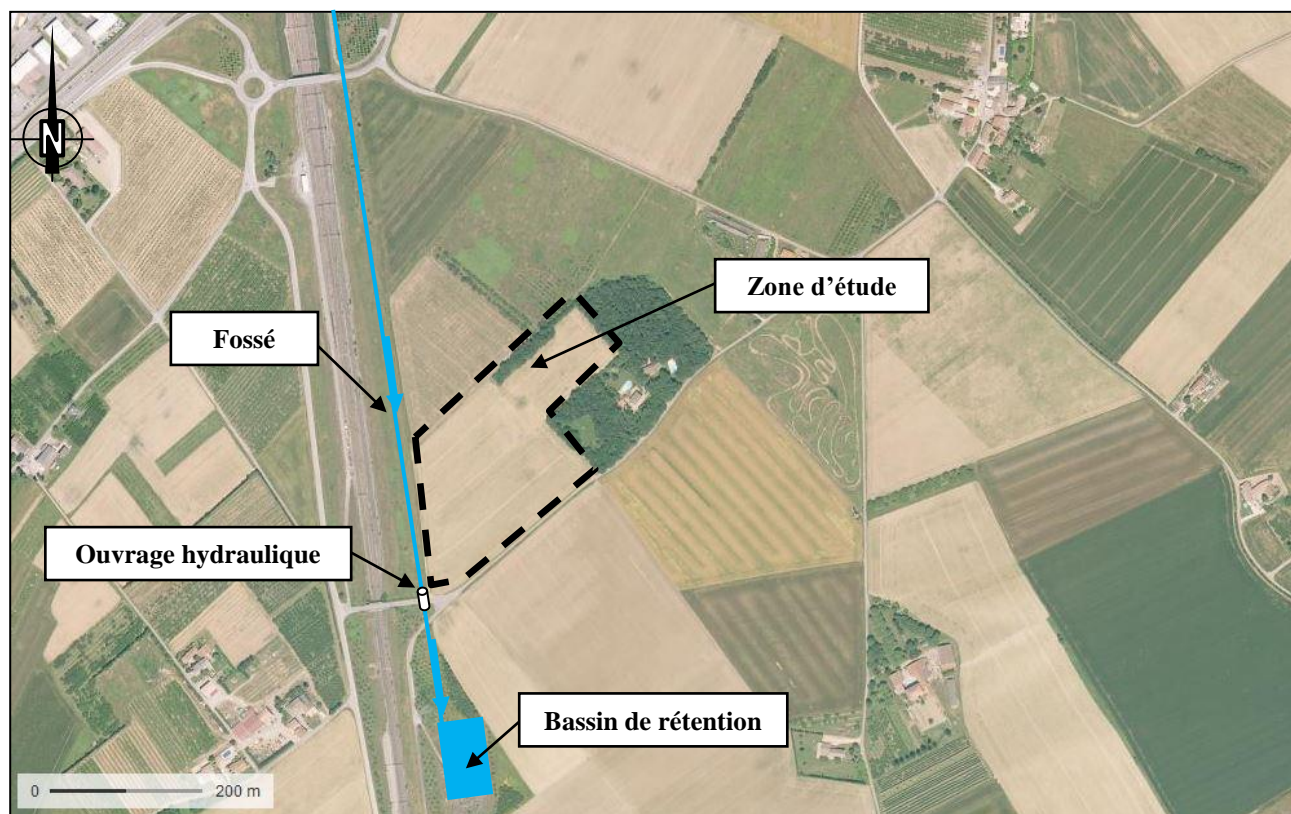 N
Zone d’étude
Fossé
Ouvrage hydraulique
Bassin de rétention
0 200 m